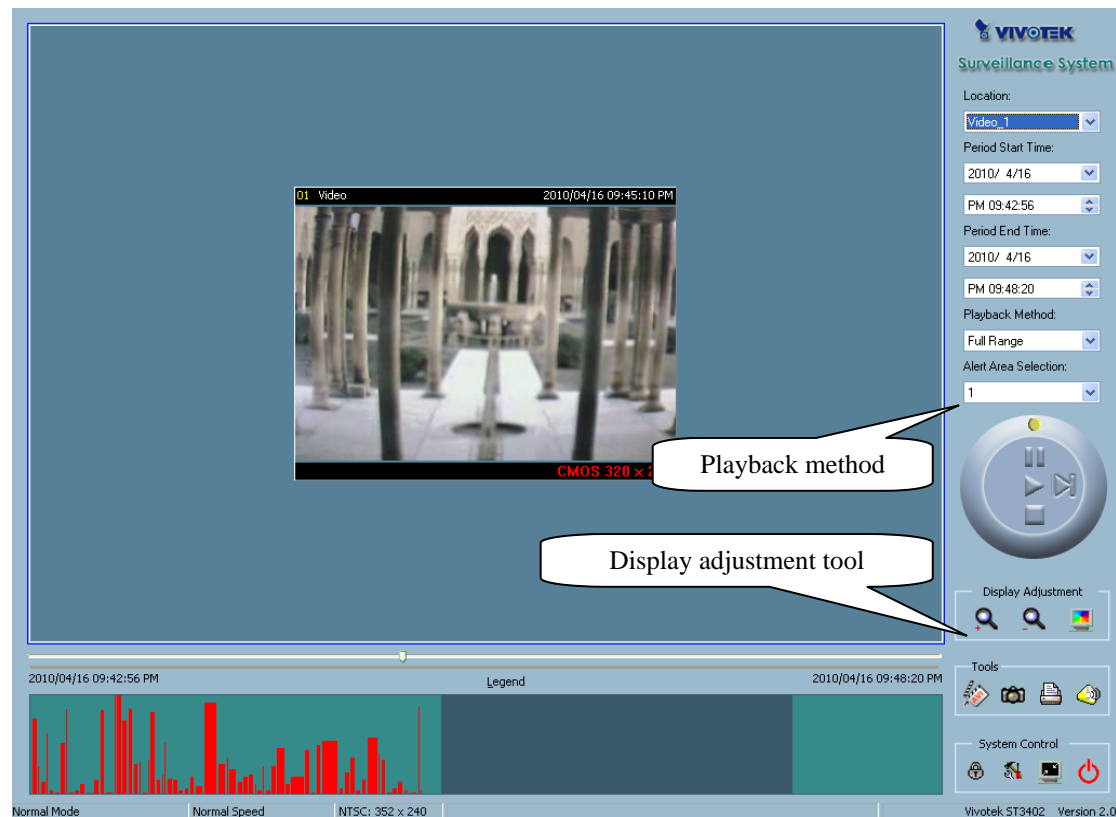 VIVOTEK
Surveillance System
Location:
Video_1
Period Start Time:
2010/ 4/16
PM 09:42:56
Period End Time:
2010/ 4/16
PM 09:48:20
Playback Method:
Full Range
Alert Area Selection:
1
01 Video 2010/04/16 09:45:10 PM
CMOS 320 ×
Playback method
Display adjustment tool
Display Adjustment
2010/04/16 09:42:56 PM Legend 2010/04/16 09:48:20 PM
Tools
System Control
Normal Mode Normal Speed NTSC: 352 × 240 Vivotek ST3402 Version 2.0